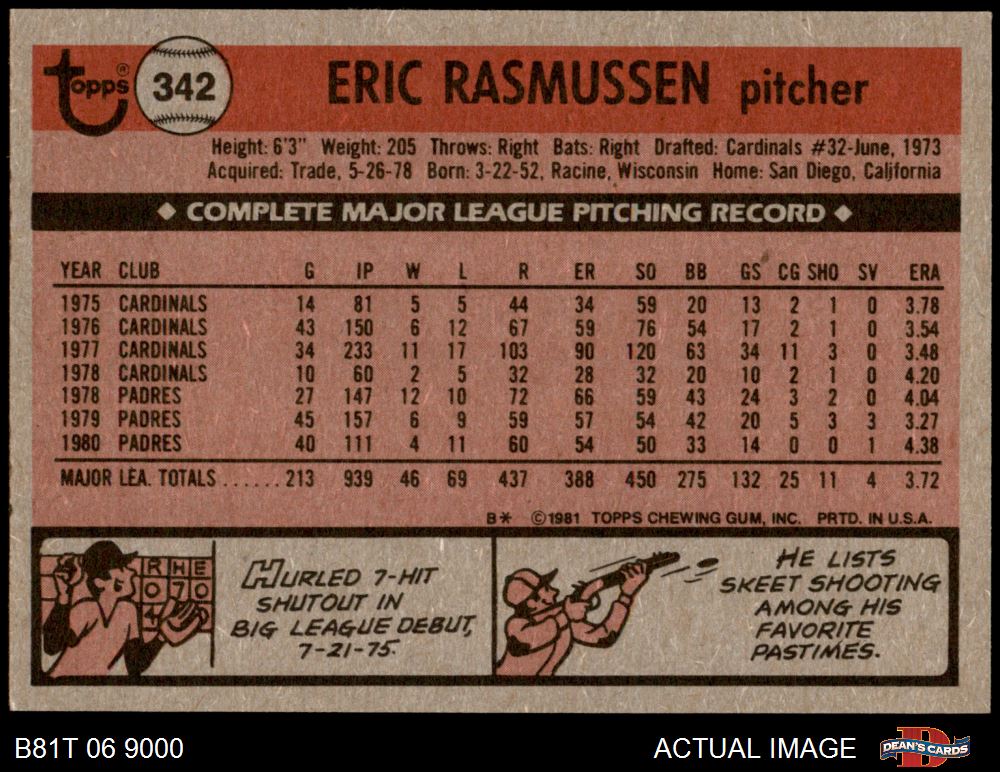 topps® 342 ERIC RASMUSSEN pitcher
Height: 6'3" Weight: 205 Throws: Right Bats: Right Drafted: Cardinals #32-June, 1973
Acquired: Trade, 5-26-78 Born: 3-22-52, Racine, Wisconsin Home: San Diego, California
◆ COMPLETE MAJOR LEAGUE PITCHING RECORD ◆
YEAR CLUB G IP W L R ER SO BB GS CG SHO SV ERA
1975 CARDINALS 14 81 5 5 44 34 59 20 13 2 1 0 3.78
1976 CARDINALS 43 150 6 12 67 59 76 54 17 2 1 0 3.54
1977 CARDINALS 34 233 11 17 103 90 120 63 34 11 3 0 3.48
1978 CARDINALS 10 60 2 5 32 28 32 20 10 2 1 0 4.20
1978 PADRES 27 147 12 10 72 66 59 43 24 3 2 0 4.04
1979 PADRES 45 157 6 9 59 57 54 42 20 5 3 3 3.27
1980 PADRES 40 111 4 11 60 54 50 33 14 0 0 1 4.38
MAJOR LEA. TOTALS ...... 213 939 46 69 437 388 450 275 132 25 11 4 3.72
B* ©1981 TOPPS CHEWING GUM, INC. PRTD. IN U.S.A.
R H E
0 7 0
HURLED 7-HIT
SHUTOUT IN
BIG LEAGUE DEBUT,
7-21-75.
HE LISTS
SKEET SHOOTING
AMONG HIS
FAVORITE
PASTIMES.
B81T 06 9000 ACTUAL IMAGE DEAN'S CARDS